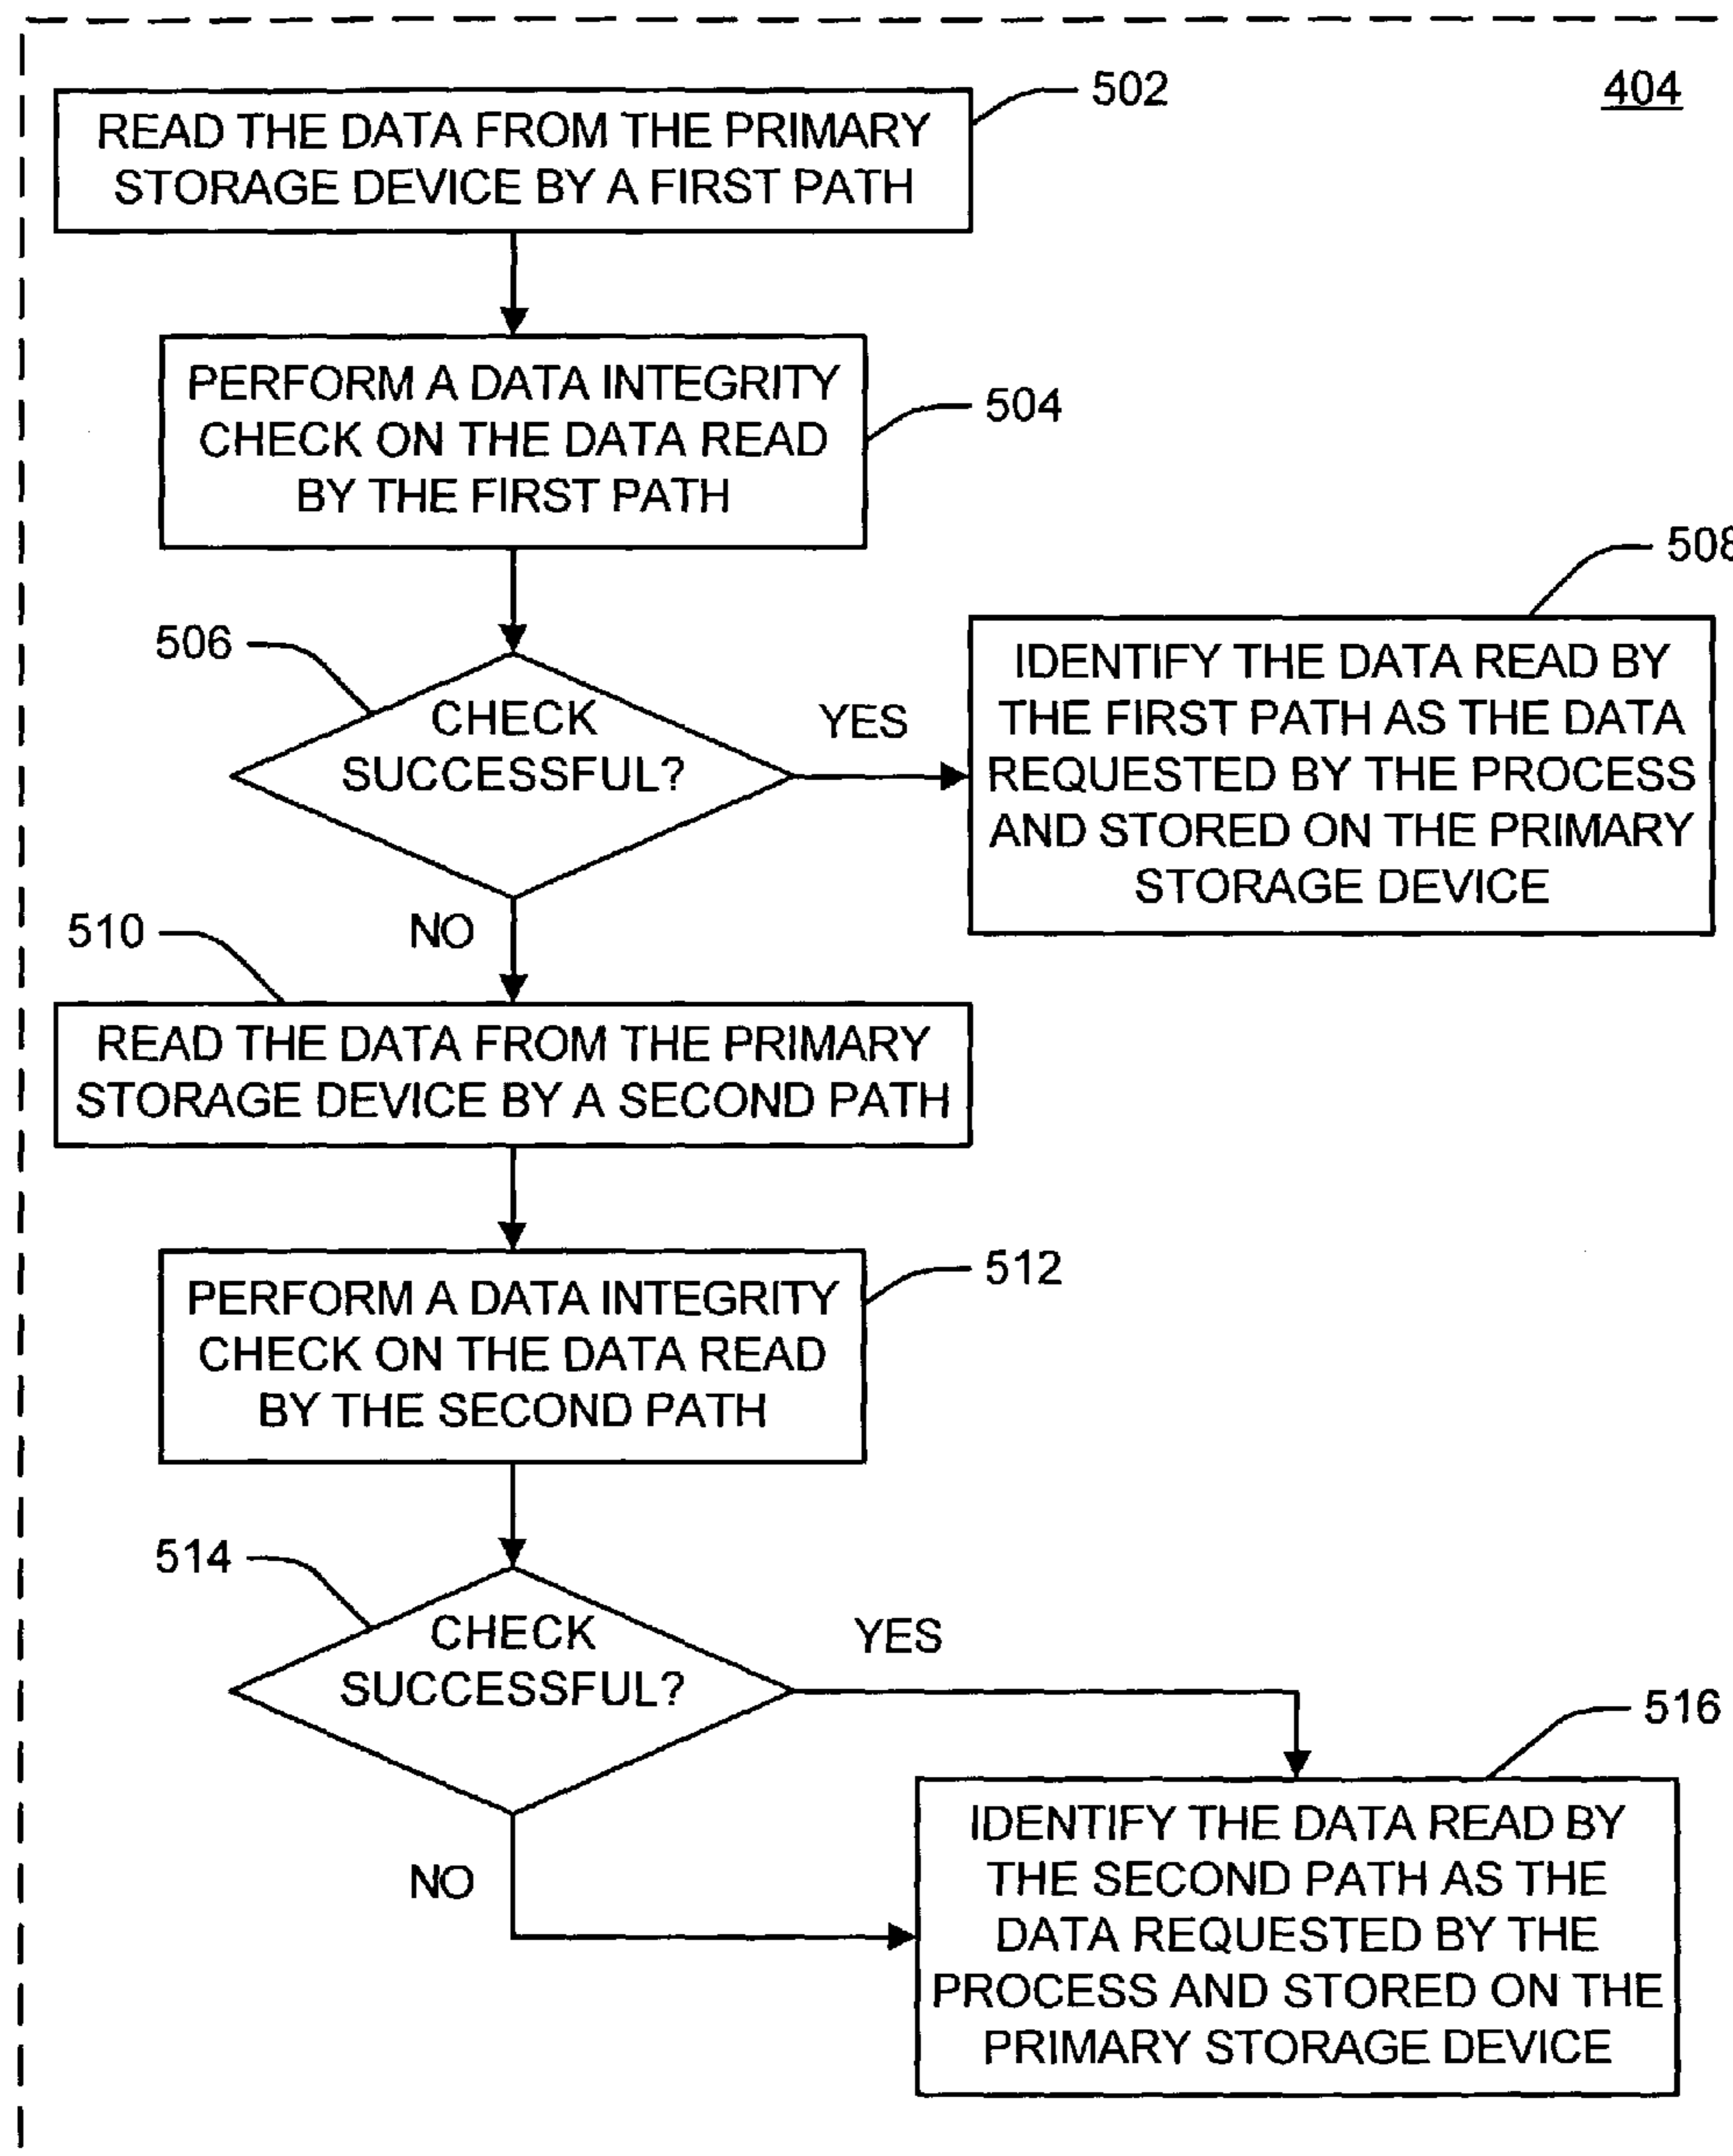 502
404
READ THE DATA FROM THE PRIMARY
STORAGE DEVICE BY A FIRST PATH
PERFORM A DATA INTEGRITY
CHECK ON THE DATA READ
BY THE FIRST PATH
504
508
506
CHECK
SUCCESSFUL?
YES
IDENTIFY THE DATA READ BY
THE FIRST PATH AS THE DATA
REQUESTED BY THE PROCESS
AND STORED ON THE PRIMARY
STORAGE DEVICE
NO
510
READ THE DATA FROM THE PRIMARY
STORAGE DEVICE BY A SECOND PATH
PERFORM A DATA INTEGRITY
CHECK ON THE DATA READ
BY THE SECOND PATH
512
514
CHECK
SUCCESSFUL?
YES
516
NO
IDENTIFY THE DATA READ BY
THE SECOND PATH AS THE
DATA REQUESTED BY THE
PROCESS AND STORED ON THE
PRIMARY STORAGE DEVICE